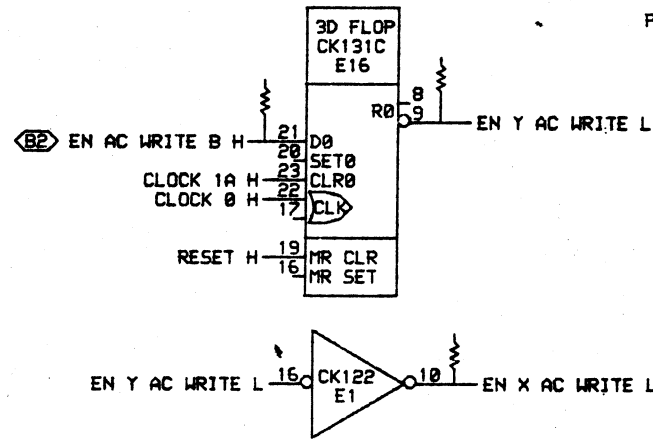 3D FLOP
CK131C
E16
R0
8
9
EN Y AC WRITE L
B2 EN AC WRITE B H 21 D0
20 SET0
CLOCK 1A H 23 CLR0
CLOCK 0 H 22
17 CLK
RESET H 19 MR CLR
16 MR SET
EN Y AC WRITE L 16 CK122 10 EN X AC WRITE L
E1